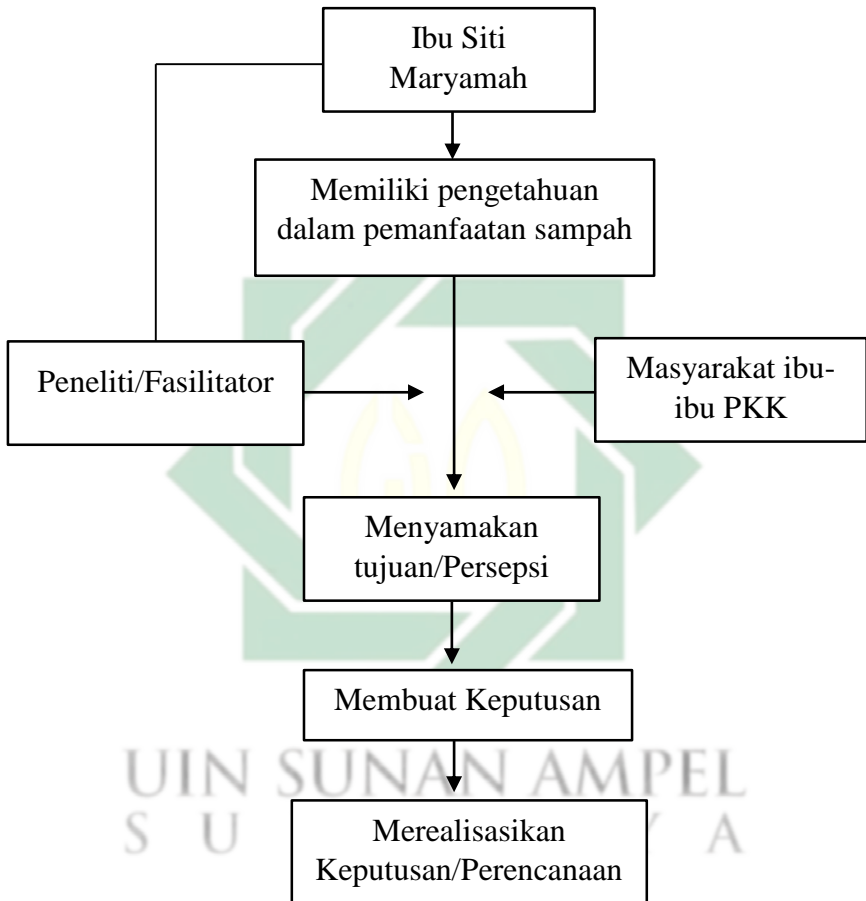 Ibu Siti
Maryamah
Memiliki pengetahuan
dalam pemanfaatan sampah
Peneliti/Fasilitator
Masyarakat ibu-
ibu PKK
Menyamakan
tujuan/Persepsi
Membuat Keputusan
UIN SUNAN AMPEL
S U Y A
Merealisasikan
Keputusan/Perencanaan